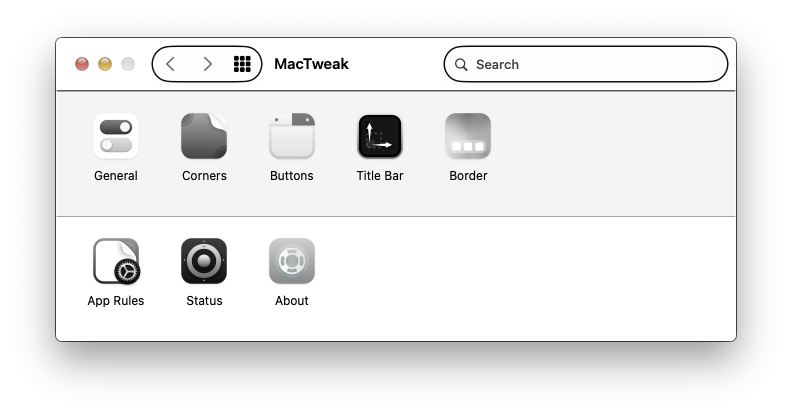 MacTweak
Search
General
Corners
Buttons
Title Bar
Border
App Rules
Status
About